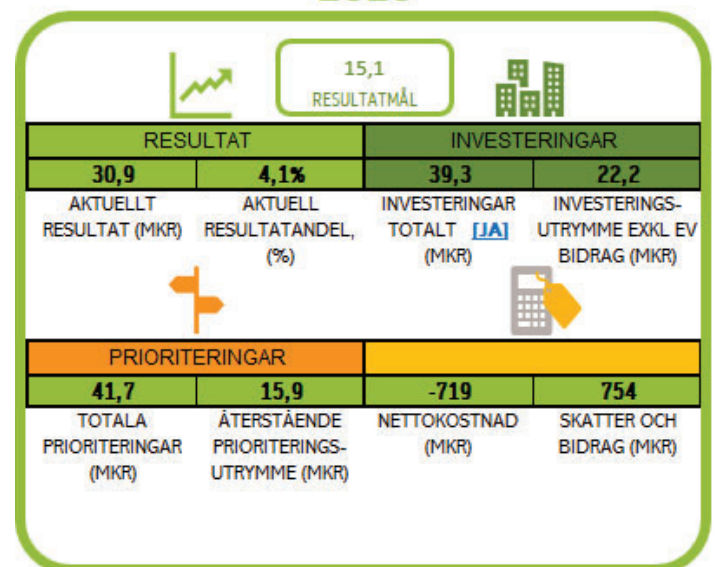 15,1
RESULTATMÅL
RESULTAT INVESTERINGAR
30,9 4,1% 39,3 22,2
AKTUELLT AKTUELL INVESTERINGAR INVESTERINGS-
RESULTAT (MKR) RESULTATANDEL, TOTALT [JA] UTRYMME EXKL EV
(%) (MKR) BIDRAG (MKR)
PRIORITERINGAR
41,7 15,9 -719 754
TOTALA ÅTERSTÅENDE NETTOKOSTNAD SKATTER OCH
PRIORITERINGAR PRIORITERINGS- (MKR) BIDRAG (MKR)
(MKR) UTRYMME (MKR)